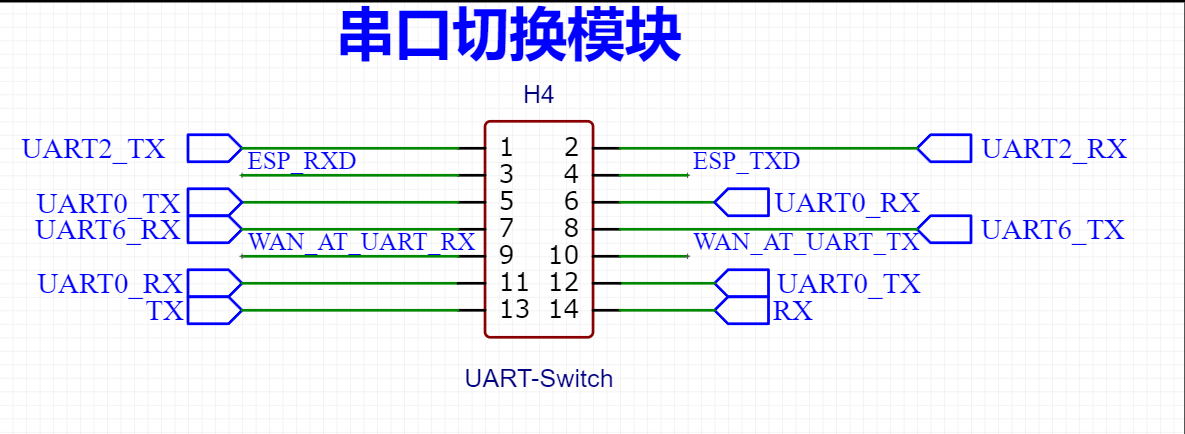 串口切换模块
H4
UART2_TX 1 2 UART2_RX
ESP_RXD 3 4 ESP_TXD
UART0_TX 5 6 UART0_RX
UART6_RX 7 8 UART6_TX
WAN_AT_UART_RX 9 10 WAN_AT_UART_TX
UART0_RX 11 12 UART0_TX
TX 13 14 RX
UART-Switch